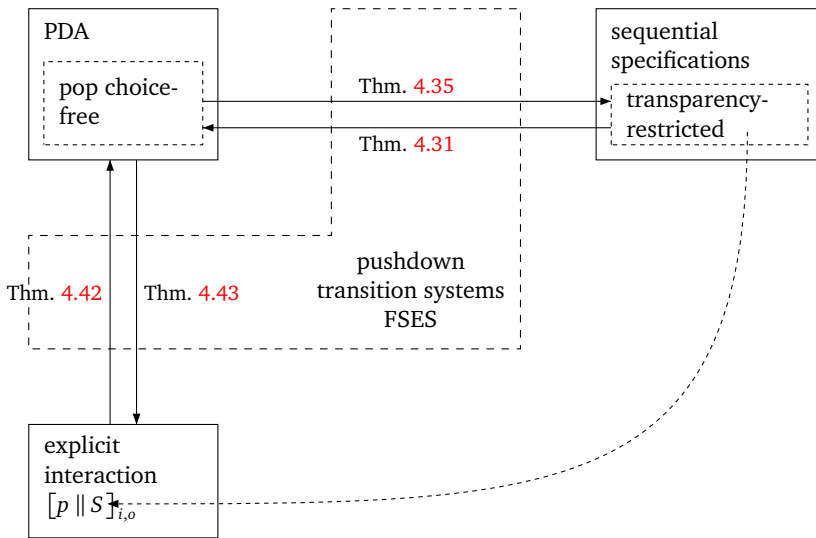 PDA
pop choice-
free
sequential
specifications
transparency-
restricted
Thm. 4.35
Thm. 4.31
pushdown
transition systems
FSES
Thm. 4.42
Thm. 4.43
explicit
interaction
[p ∥ S]i,o